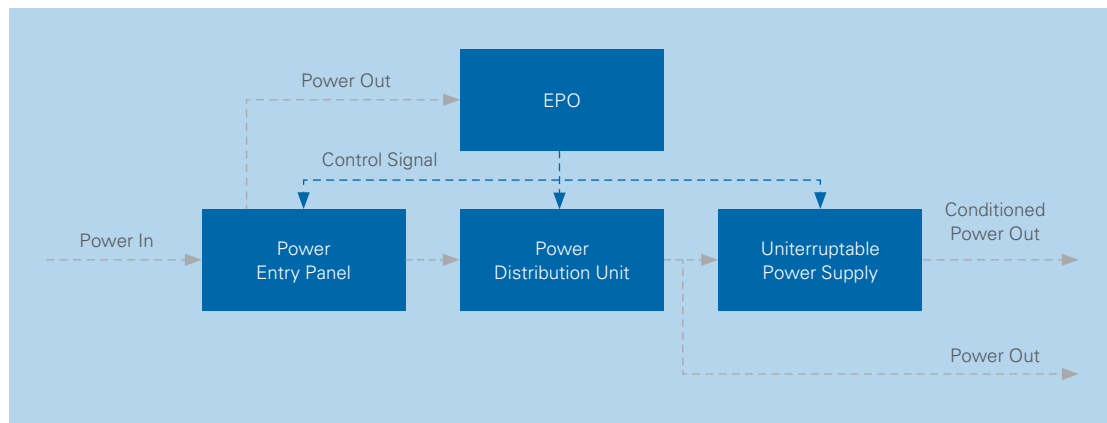 Power Out
EPO
Control Signal
Power In
Power
Entry Panel
Power
Distribution Unit
Uniterruptable
Power Supply
Conditioned
Power Out
Power Out